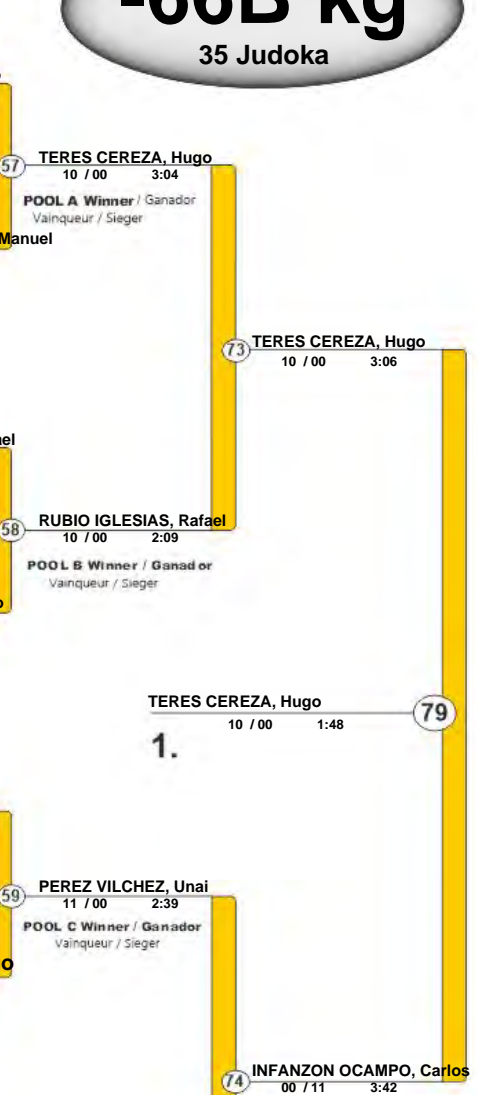 -66B kg
35 Judoka
57
TERES CEREZA, Hugo
10 / 00 3:04
POOL A Winner / Ganador
Vainqueur / Sieger
Manuel
73
TERES CEREZA, Hugo
10 / 00 3:06
58
RUBIO IGLESIAS, Rafael
10 / 00 2:09
POOL B Winner / Ganador
Vainqueur / Sieger
TERES CEREZA, Hugo
79
10 / 00 1:48
1.
59
PEREZ VILCHEZ, Unai
11 / 00 2:39
POOL C Winner / Ganador
Vainqueur / Sieger
74
INFANZON OCAMPO, Carlos
00 / 11 3:42